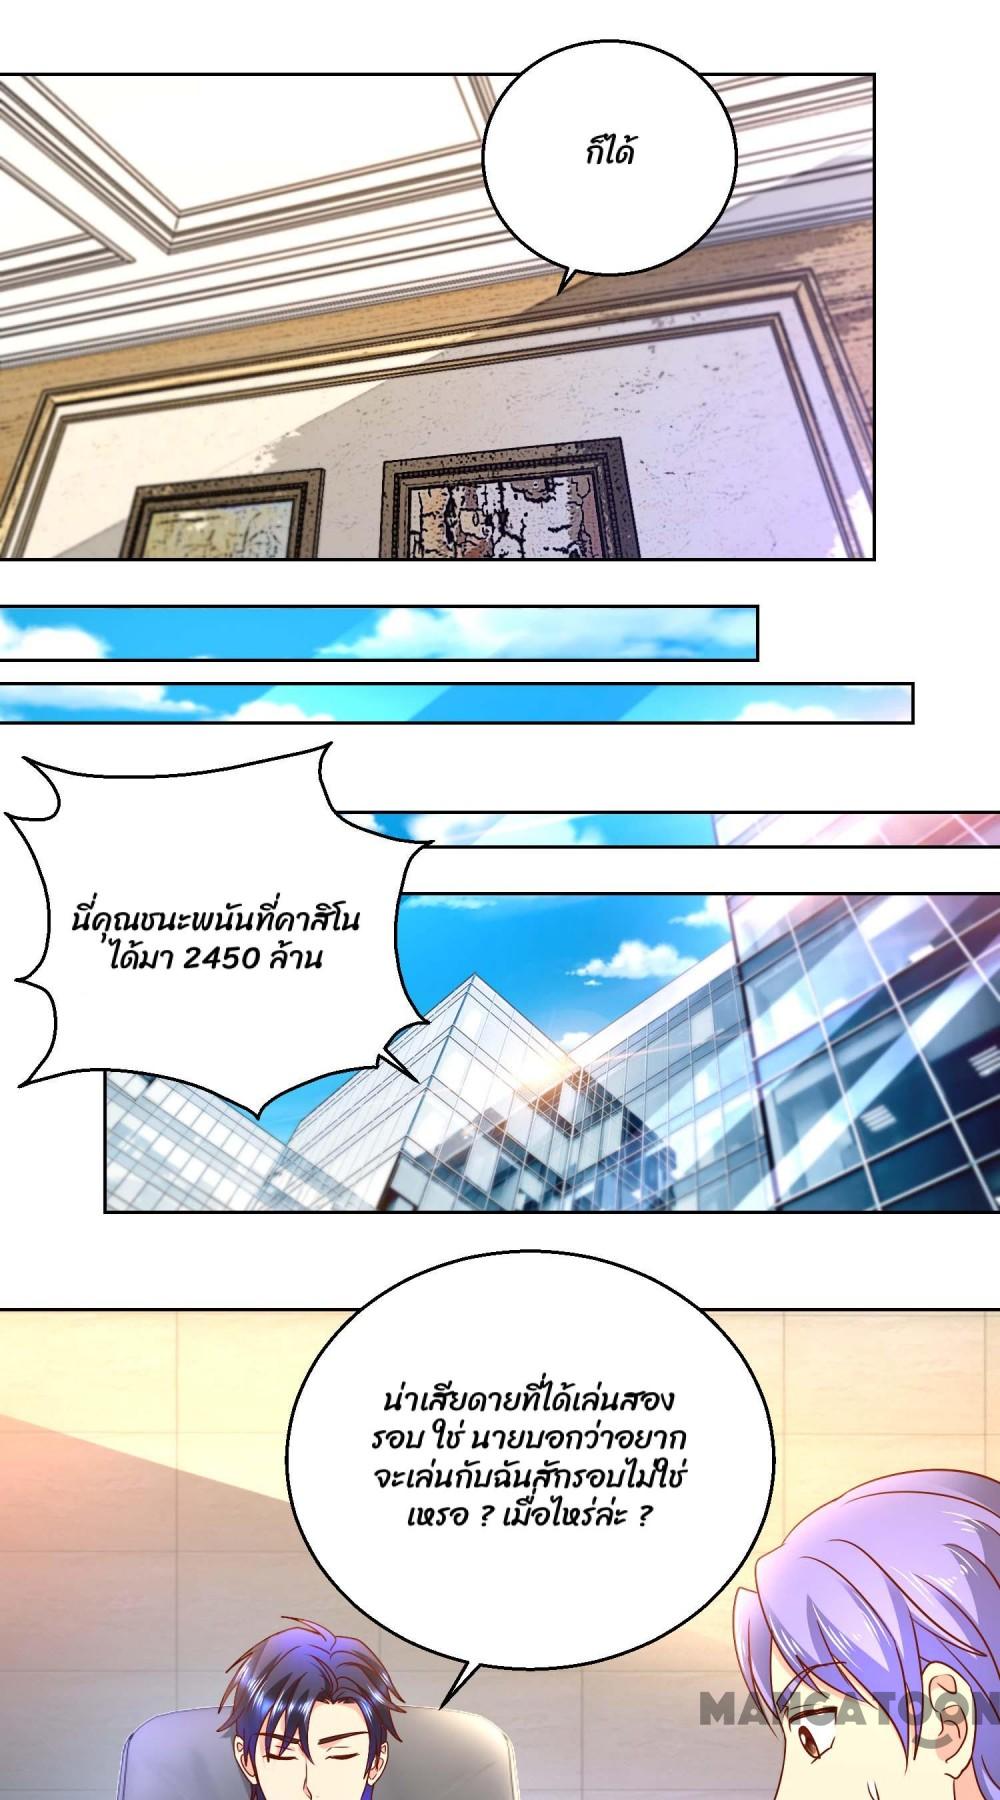 ก็ได้
นี่คุณชนะพนันที่คาสิโน
ได้มา 2450 ล้าน
น่าเสียดายที่ได้เล่นสอง
รอบ ใช่ นายบอกว่าอยาก
จะเล่นกับฉันสักรอบไม่ใช่
เหรอ ? เมื่อไหร่ล่ะ ?
MANGATOON